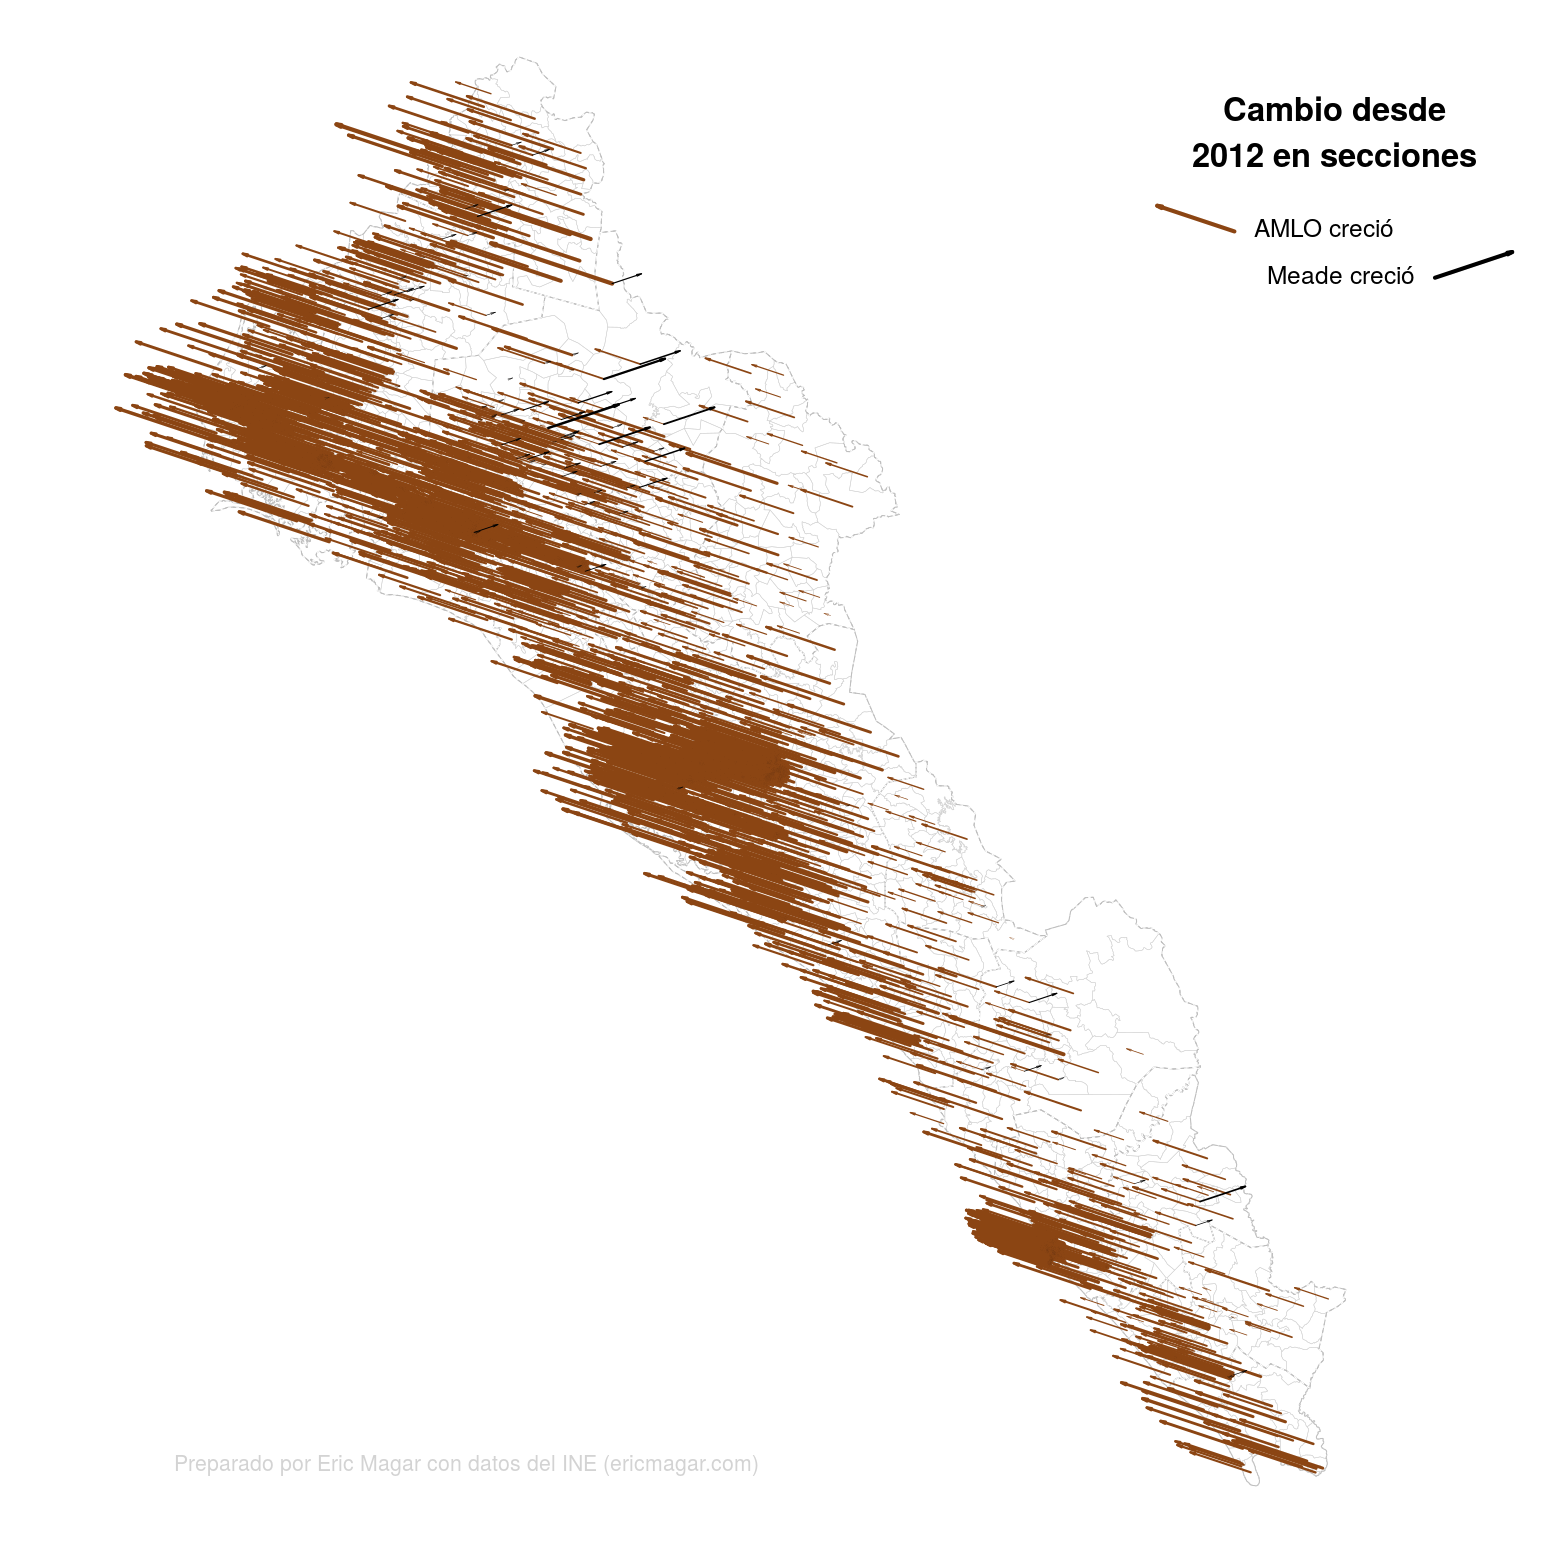 Cambio desde
2012 en secciones
AMLO creció
Meade creció
Preparado por Eric Magar con datos del INE (ericmagar.com)